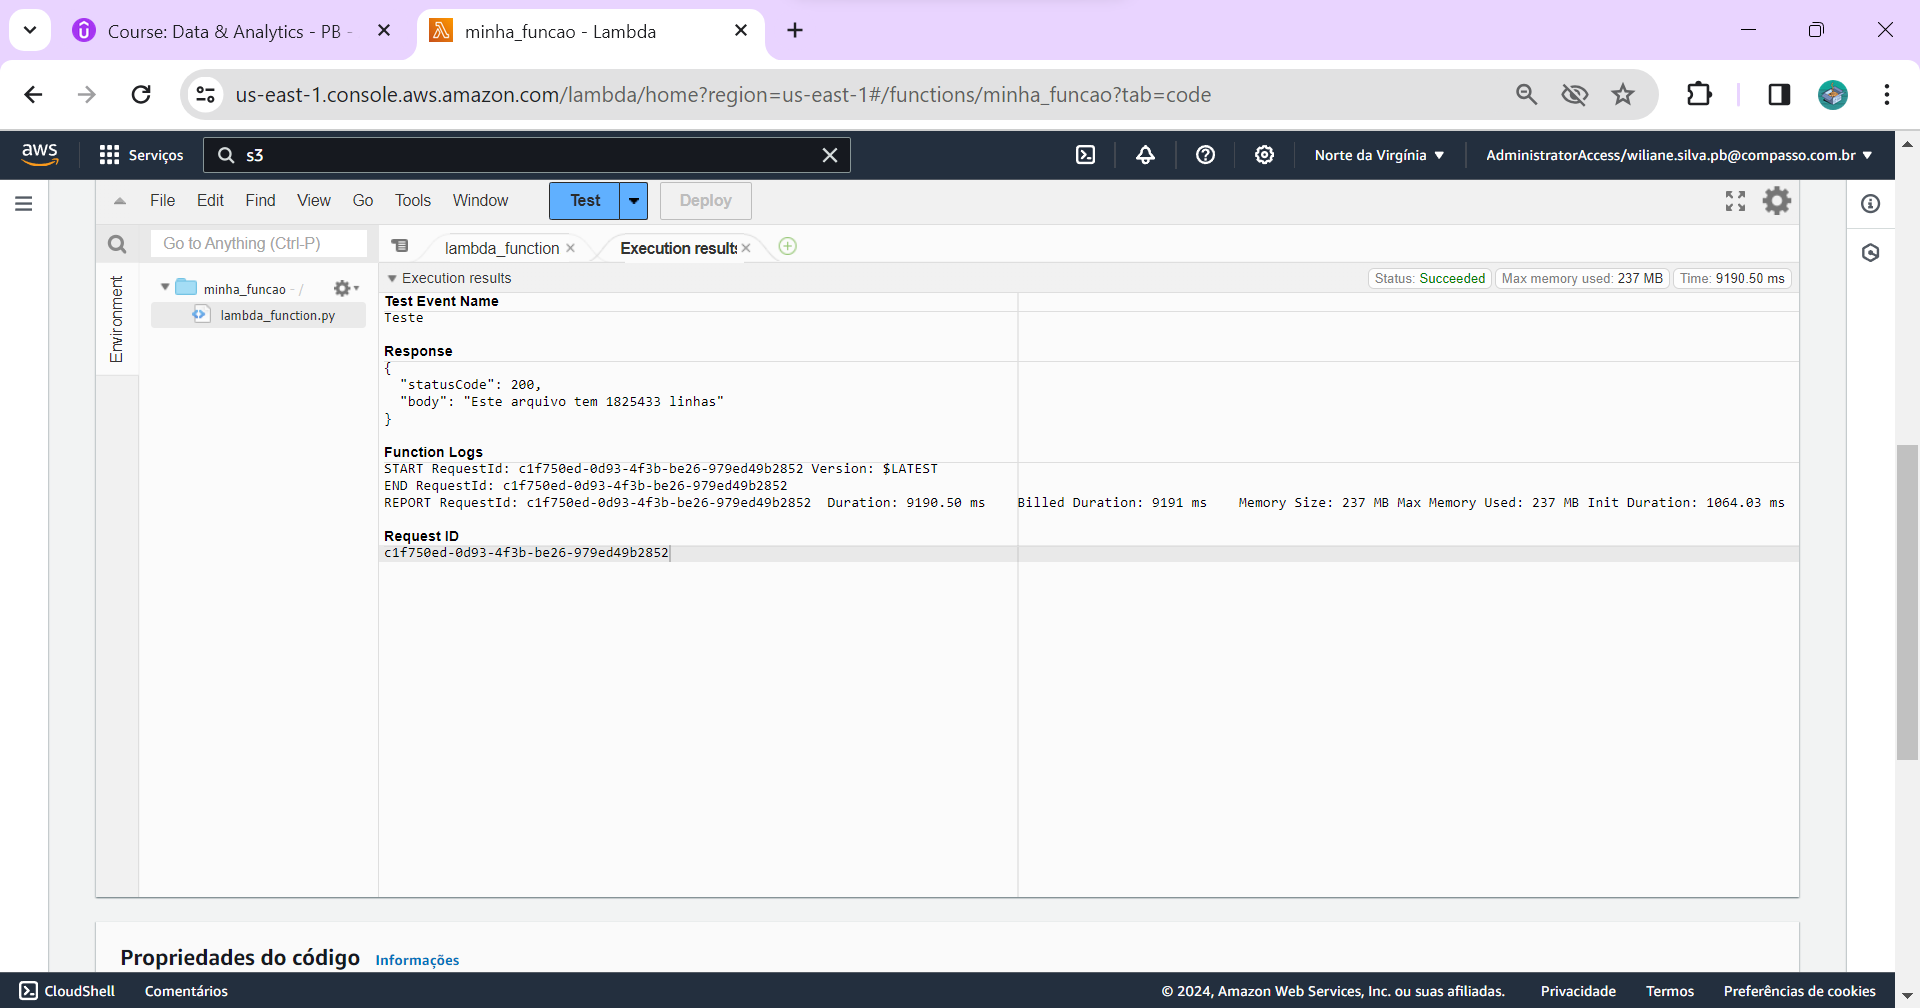 Course: Data & Analytics - PB -
minha_funcao - Lambda
us-east-1.console.aws.amazon.com/lambda/home?region=us-east-1#/functions/minha_funcao?tab=code
aws
Serviços
s3
Norte da Virgínia
AdministratorAccess/wiliane.silva.pb@compasso.com.br
File Edit Find View Go Tools Window
Test
Deploy
Go to Anything (Ctrl-P)
lambda_function
Execution results
Environment
minha_funcao - /
lambda_function.py
Execution results
Status: Succeeded
Max memory used: 237 MB
Time: 9190.50 ms
Test Event Name
Teste
Response
{
"statusCode": 200,
"body": "Este arquivo tem 1825433 linhas"
}
Function Logs
START RequestId: c1f750ed-0d93-4f3b-be26-979ed49b2852 Version: $LATEST
END RequestId: c1f750ed-0d93-4f3b-be26-979ed49b2852
REPORT RequestId: c1f750ed-0d93-4f3b-be26-979ed49b2852 Duration: 9190.50 ms Billed Duration: 9191 ms Memory Size: 237 MB Max Memory Used: 237 MB Init Duration: 1064.03 ms
Request ID
c1f750ed-0d93-4f3b-be26-979ed49b2852
Propriedades do código Informações
CloudShell
Comentários
© 2024, Amazon Web Services, Inc. ou suas afiliadas.
Privacidade
Termos
Preferências de cookies